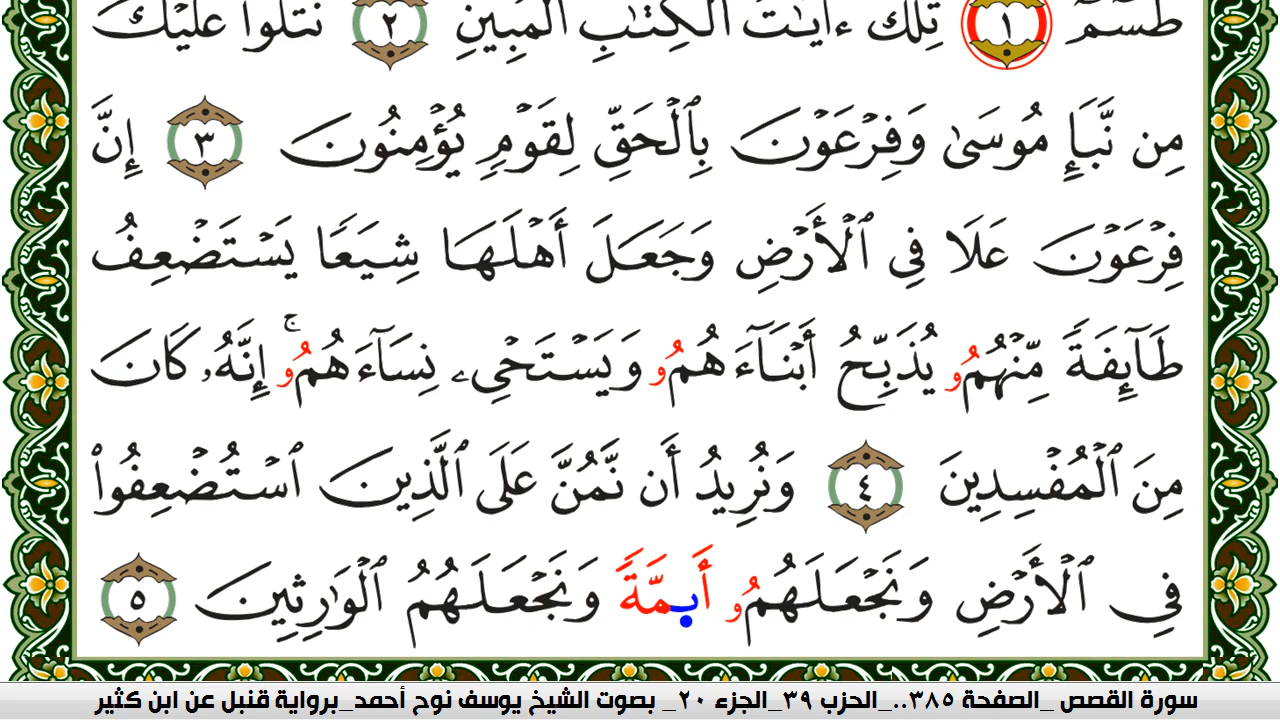 طسٓمٓ ١ تِلْكَ ءَايَٰتُ ٱلْكِتَٰبِ ٱلْمُبِينِ ٢ نَتْلُوا۟ عَلَيْكَ
مِن نَّبَإِ مُوسَىٰ وَفِرْعَوْنَ بِٱلْحَقِّ لِقَوْمٍ يُؤْمِنُونَ ٣ إِنَّ
فِرْعَوْنَ عَلَا فِي ٱلْأَرْضِ وَجَعَلَ أَهْلَهَا شِيَعًا يَسْتَضْعِفُ
طَآئِفَةً مِّنْهُمُۥ يُذَبِّحُ أَبْنَآءَهُمُۥ وَيَسْتَحْيِۦ نِسَآءَهُمُۥۚ إِنَّهُۥ كَانَ
مِنَ ٱلْمُفْسِدِينَ ٤ وَنُرِيدُ أَن نَّمُنَّ عَلَى ٱلَّذِينَ ٱسْتُضْعِفُوا۟
فِي ٱلْأَرْضِ وَنَجْعَلَهُمُۥ أَىِٕمَّةً وَنَجْعَلَهُمُ ٱلْوَٰرِثِينَ ٥
سورة القصص _الصفحة ٣٨٥.._الحزب ٣٩_الجزء ٢٠_ بصوت الشيخ يوسف نوح أحمد_برواية قنبل عن ابن كثير